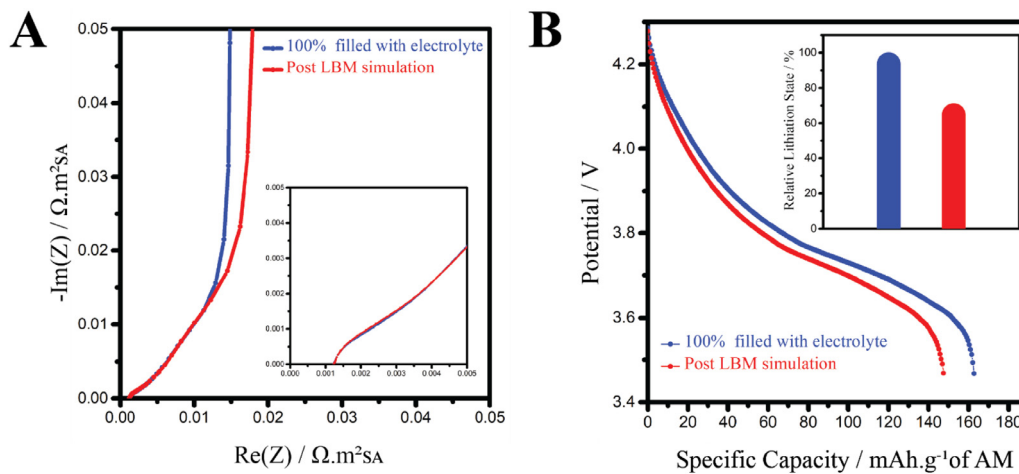 A
0.05
0.04
0.03
0.02
0.01
0.00
-Im(Z) / Ω.m²SA
100% filled with electrolyte
Post LBM simulation
0.005
0.004
0.003
0.002
0.001
0.000
0.000 0.001 0.002 0.003 0.004 0.005
0.00 0.01 0.02 0.03 0.04 0.05
Re(Z) / Ω.m²SA
B
4.2
4.0
3.8
3.6
3.4
Potential / V
Relative Lithiation State / %
100
80
60
40
20
0
100% filled with electrolyte
Post LBM simulation
0 20 40 60 80 100 120 140 160 180
Specific Capacity / mAh.g⁻¹of AM